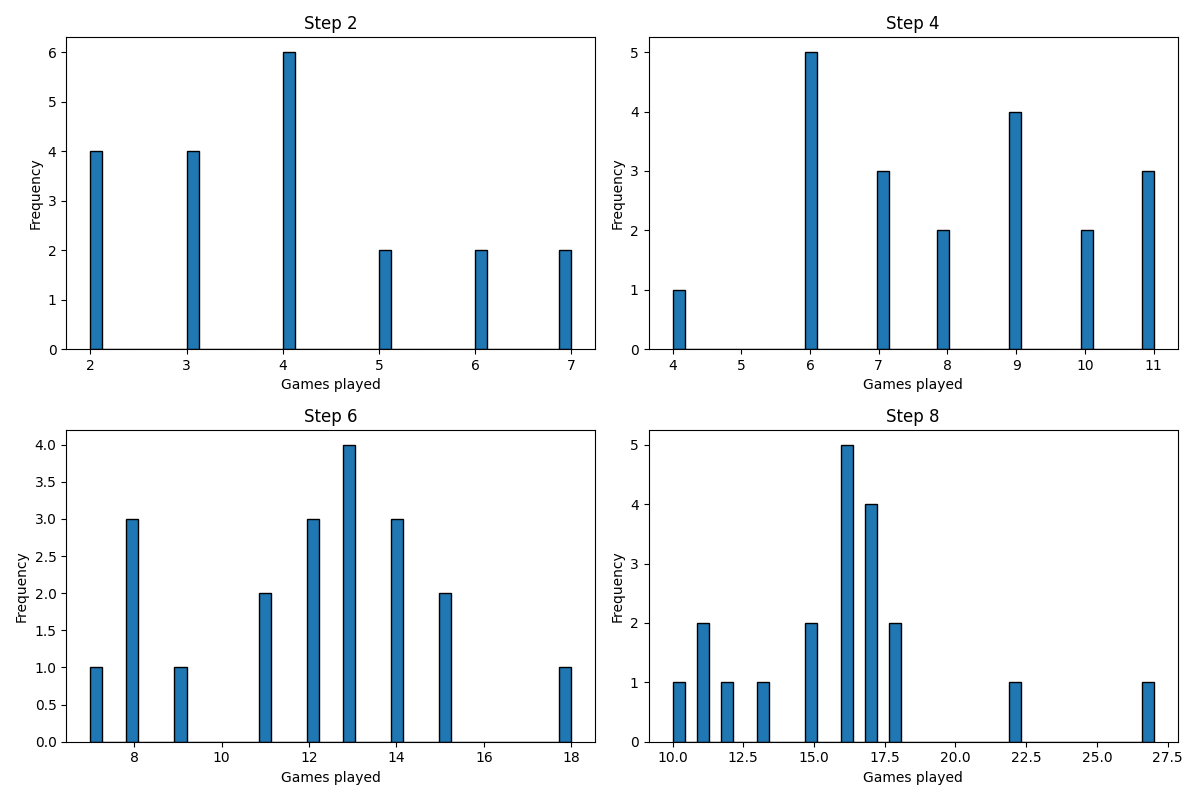 Step 2
6
5
4
3
2
1
0
Frequency
2 3 4 5 6 7
Games played
Step 4
5
4
3
2
1
0
Frequency
4 5 6 7 8 9 10 11
Games played
Step 6
4.0
3.5
3.0
2.5
2.0
1.5
1.0
0.5
0.0
Frequency
8 10 12 14 16 18
Games played
Step 8
5
4
3
2
1
0
Frequency
10.0 12.5 15.0 17.5 20.0 22.5 25.0 27.5
Games played